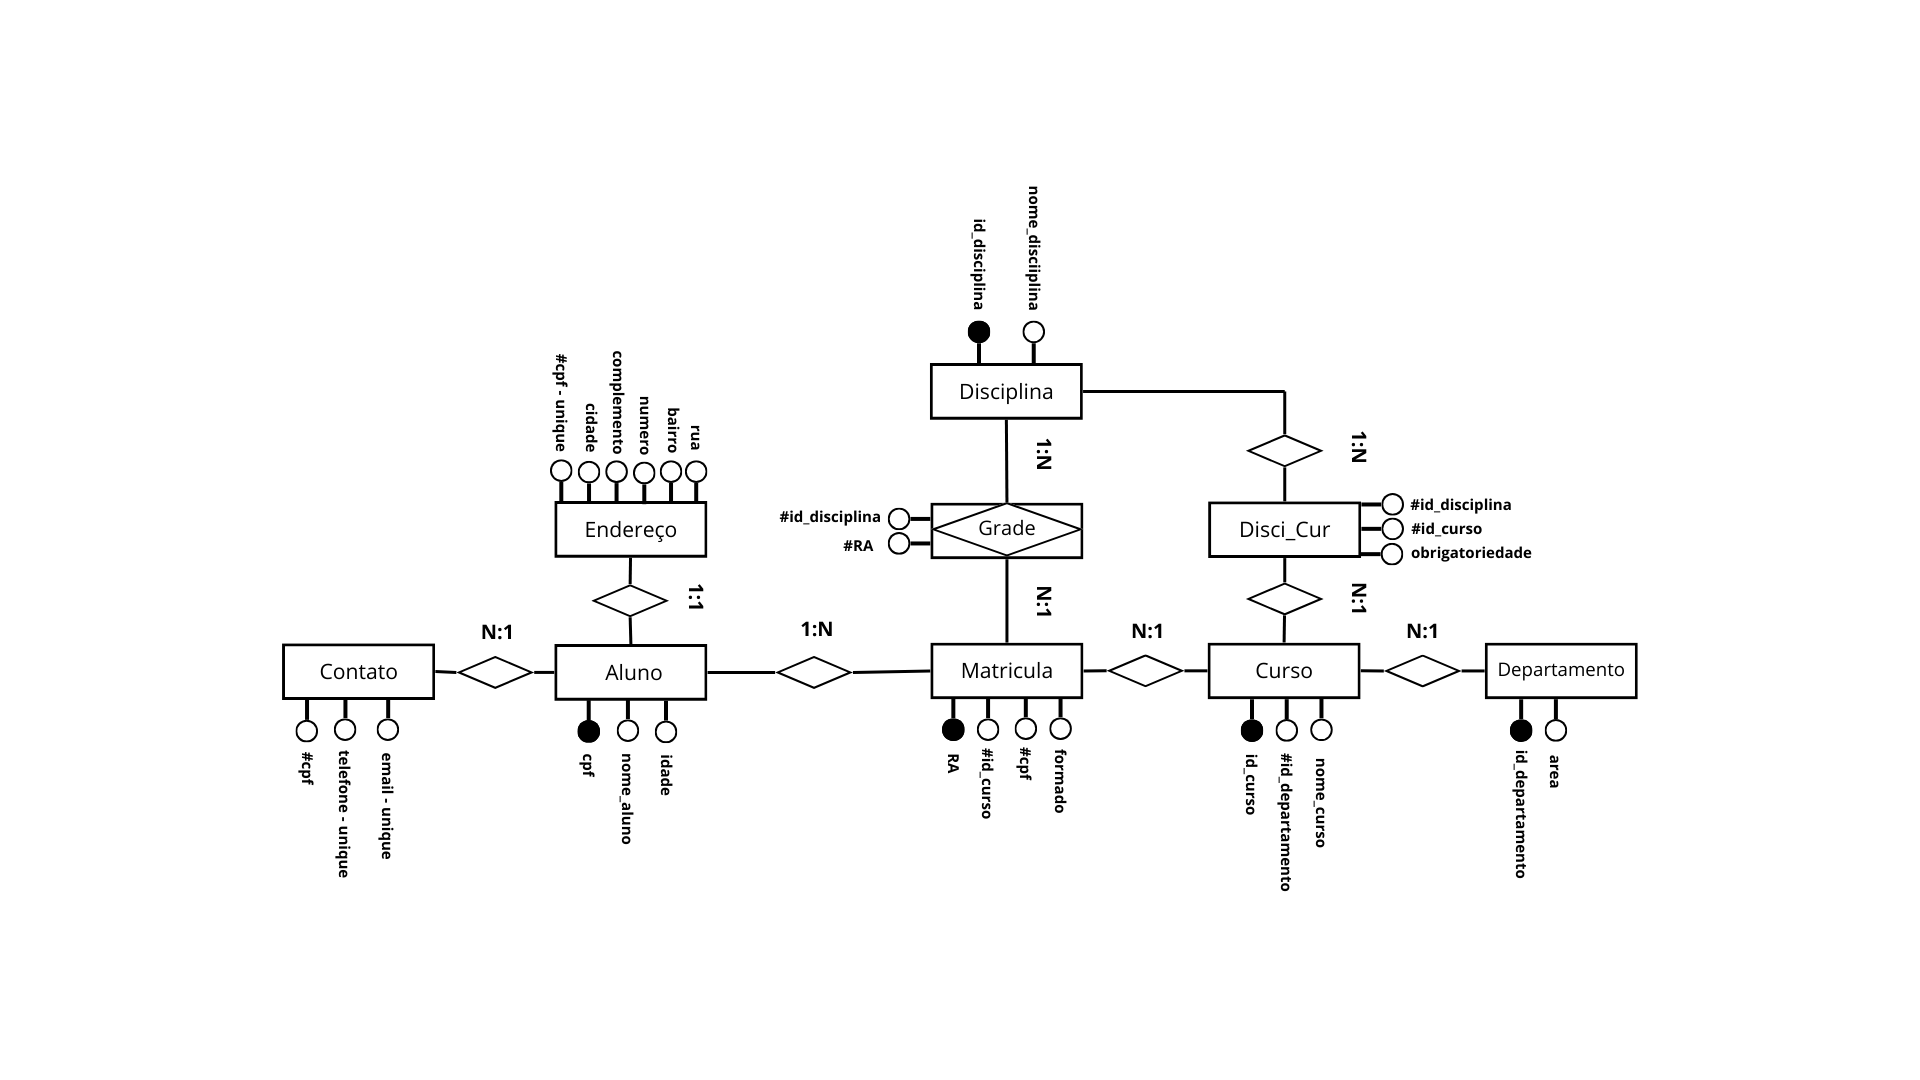 id_disciplina
nome_disciiplina
Disciplina
1:N
1:N
#cpf - unique
cidade
complemento
numero
bairro
rua
Endereço
1:1
#id_disciplina
#RA
Grade
N:1
Disci_Cur
#id_disciplina
#id_curso
obrigatoriedade
N:1
Contato
N:1
Aluno
1:N
Matricula
N:1
Curso
N:1
Departamento
#cpf
telefone - unique
email - unique
cpf
nome_aluno
idade
RA
#id_curso
#cpf
formado
id_curso
#id_departamento
nome_curso
id_departamento
area